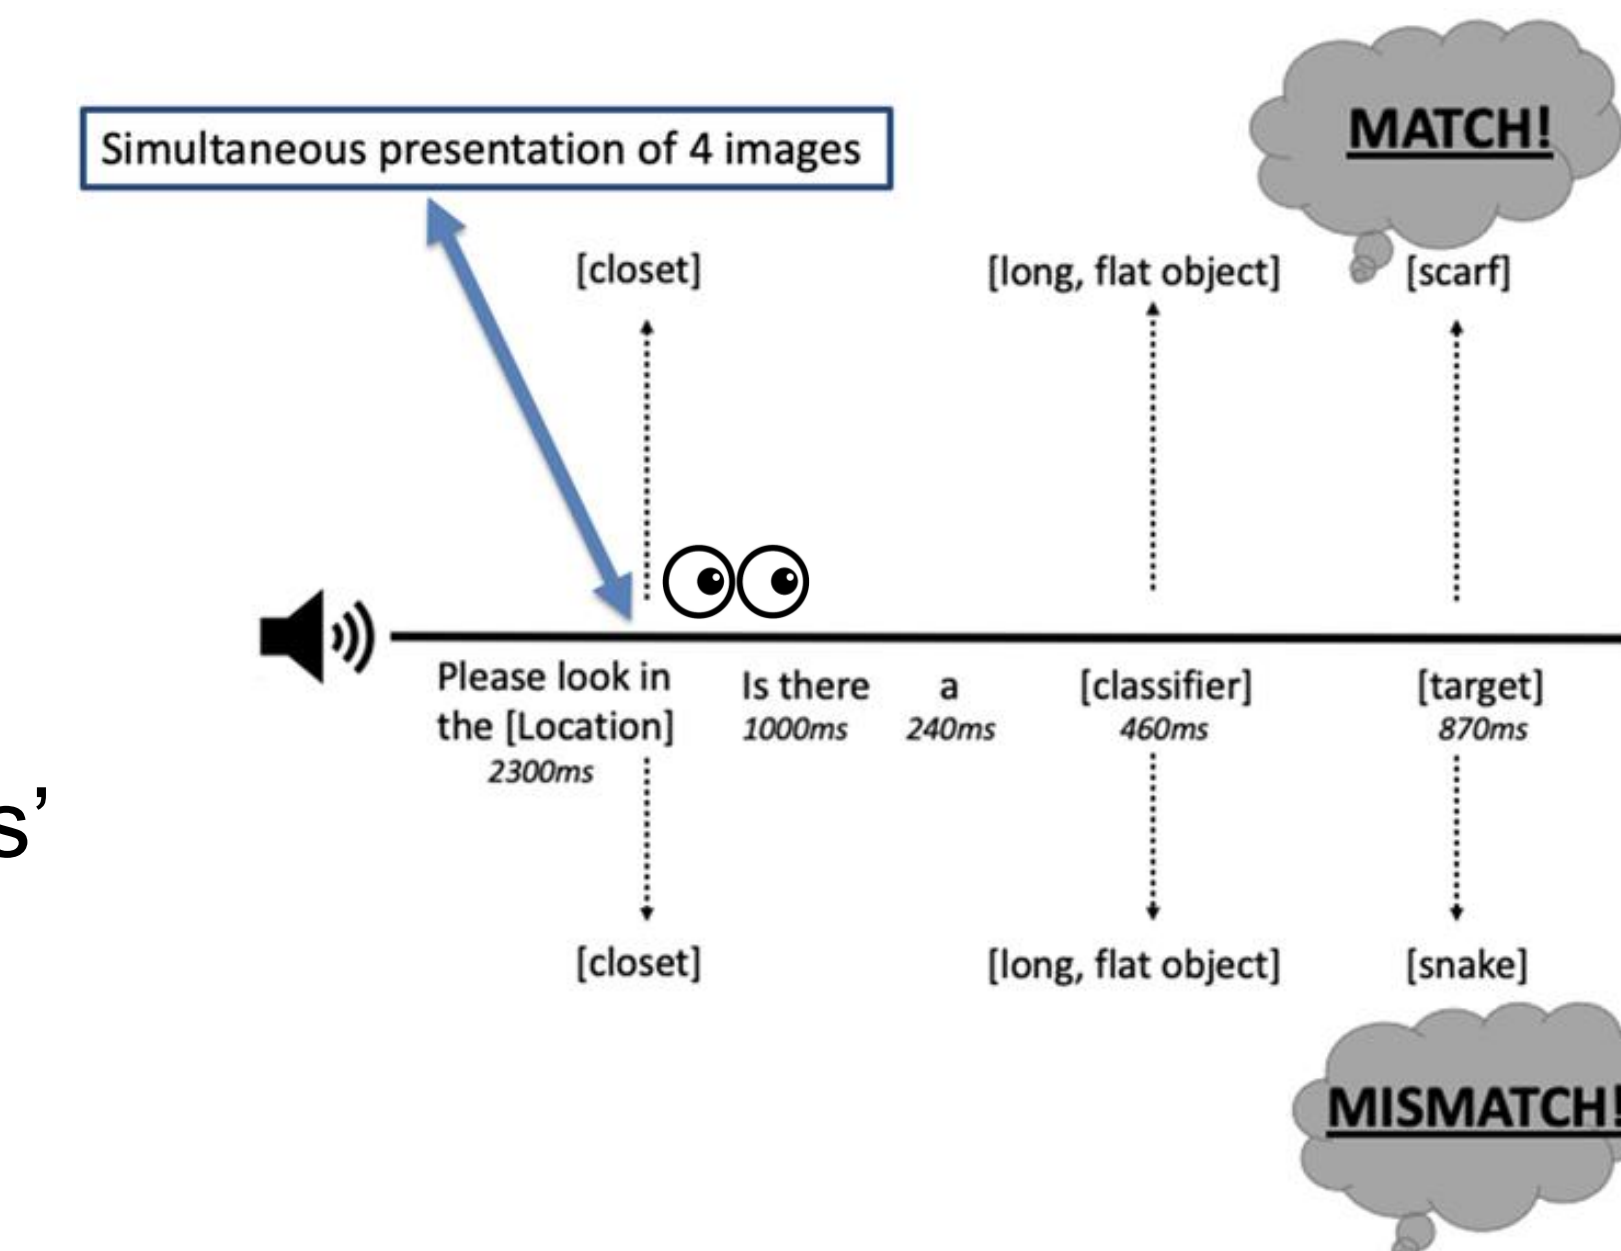 Simultaneous presentation of 4 images
MATCH!
[closet]
[long, flat object]
[scarf]
Please look in
the [Location]
2300ms
Is there
1000ms
a
240ms
[classifier]
460ms
[target]
870ms
s’
[closet]
[long, flat object]
[snake]
MISMATCH!